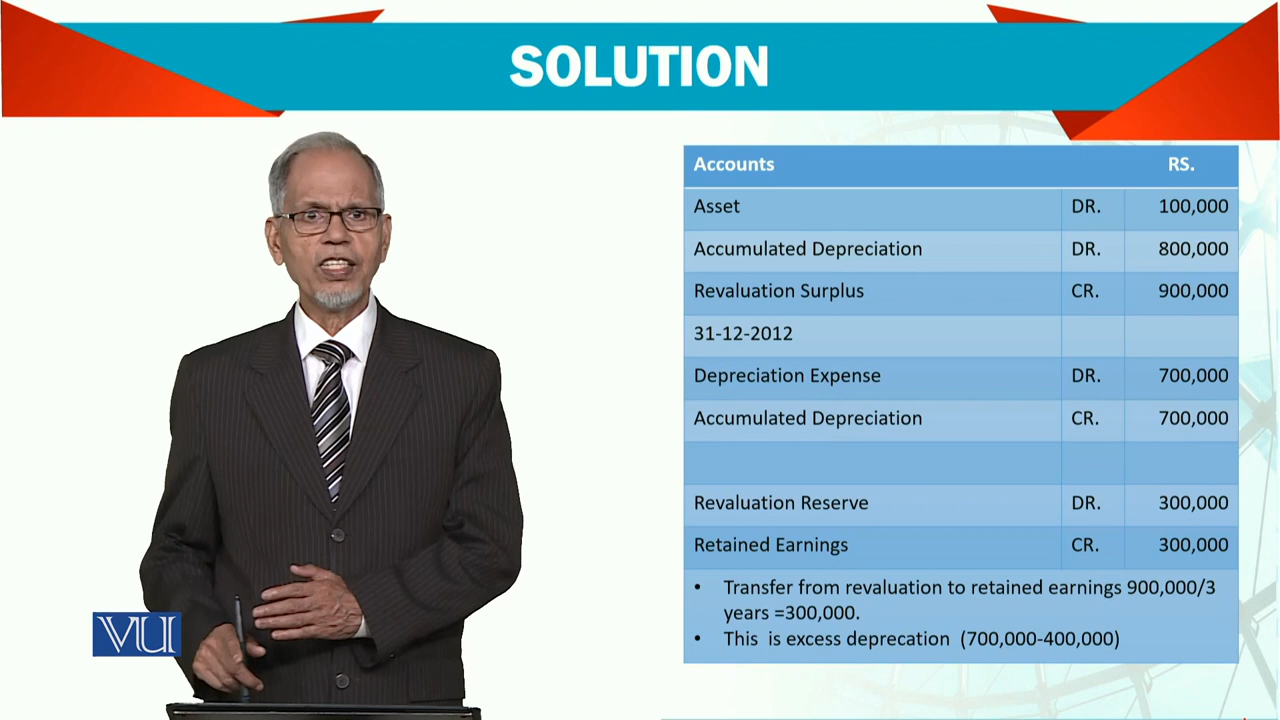 SOLUTION
Accounts RS.
Asset DR. 100,000
Accumulated Depreciation DR. 800,000
Revaluation Surplus CR. 900,000
31-12-2012
Depreciation Expense DR. 700,000
Accumulated Depreciation CR. 700,000
Revaluation Reserve DR. 300,000
Retained Earnings CR. 300,000
• Transfer from revaluation to retained earnings 900,000/3
years =300,000.
• This is excess deprecation (700,000-400,000)
VU